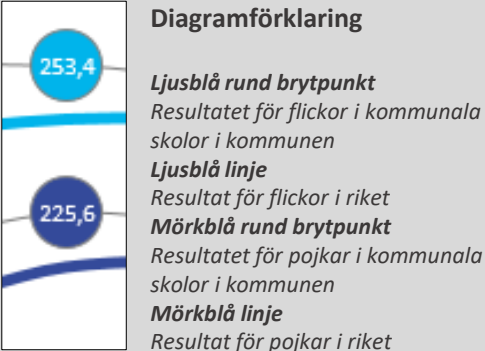 253,4
225,6
Diagramförklaring
Ljusblå rund brytpunkt
Resultatet för flickor i kommunala
skolor i kommunen
Ljusblå linje
Resultat för flickor i riket
Mörkblå rund brytpunkt
Resultatet för pojkar i kommunala
skolor i kommunen
Mörkblå linje
Resultat för pojkar i riket